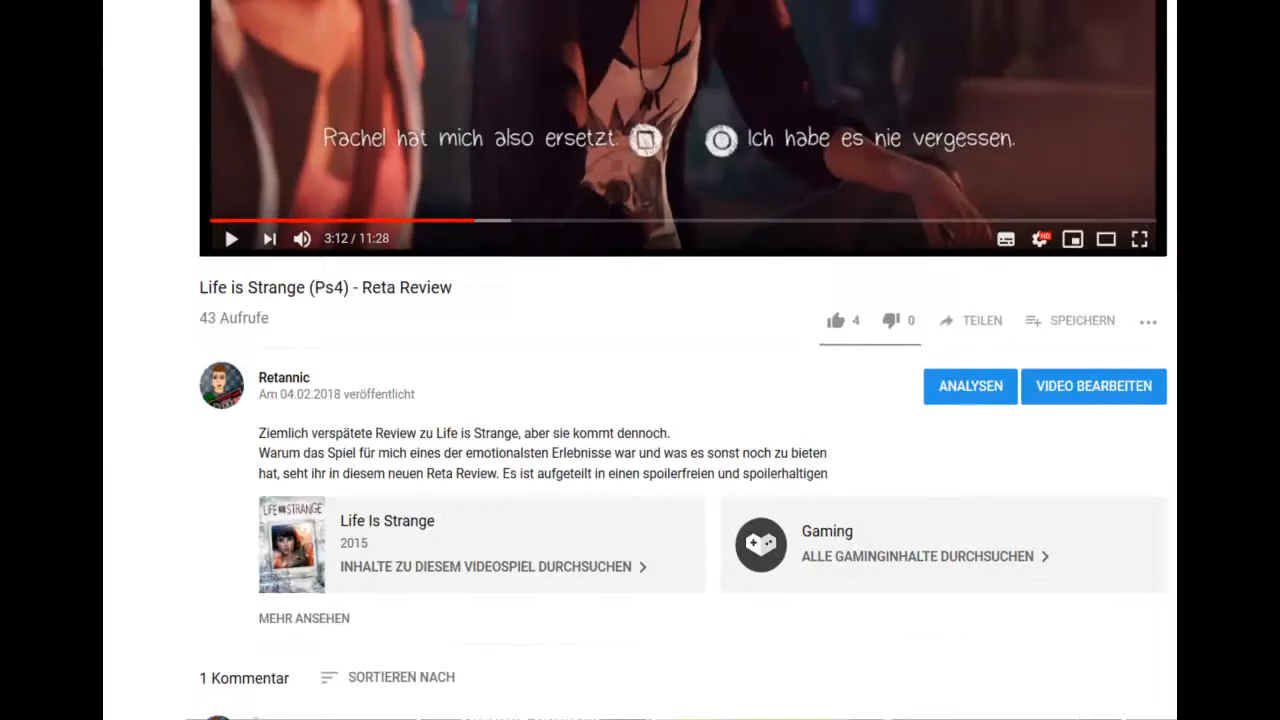 Rachel hat mich also ersetzt. Ich habe es nie vergessen.
3:12 / 11:28
HD
Life is Strange (Ps4) - Reta Review
43 Aufrufe
4 0 TEILEN SPEICHERN
Retannic
Am 04.02.2018 veröffentlicht
ANALYSEN VIDEO BEARBEITEN
Ziemlich verspätete Review zu Life is Strange, aber sie kommt dennoch.
Warum das Spiel für mich eines der emotionalsten Erlebnisse war und was es sonst noch zu bieten
hat, seht ihr in diesem neuen Reta Review. Es ist aufgeteilt in einen spoilerfreien und spoilerhaltigen
LIFE IS STRANGE
Life Is Strange
2015
INHALTE ZU DIESEM VIDEOSPIEL DURCHSUCHEN
Gaming
ALLE GAMINGINHALTE DURCHSUCHEN
MEHR ANSEHEN
1 Kommentar SORTIEREN NACH